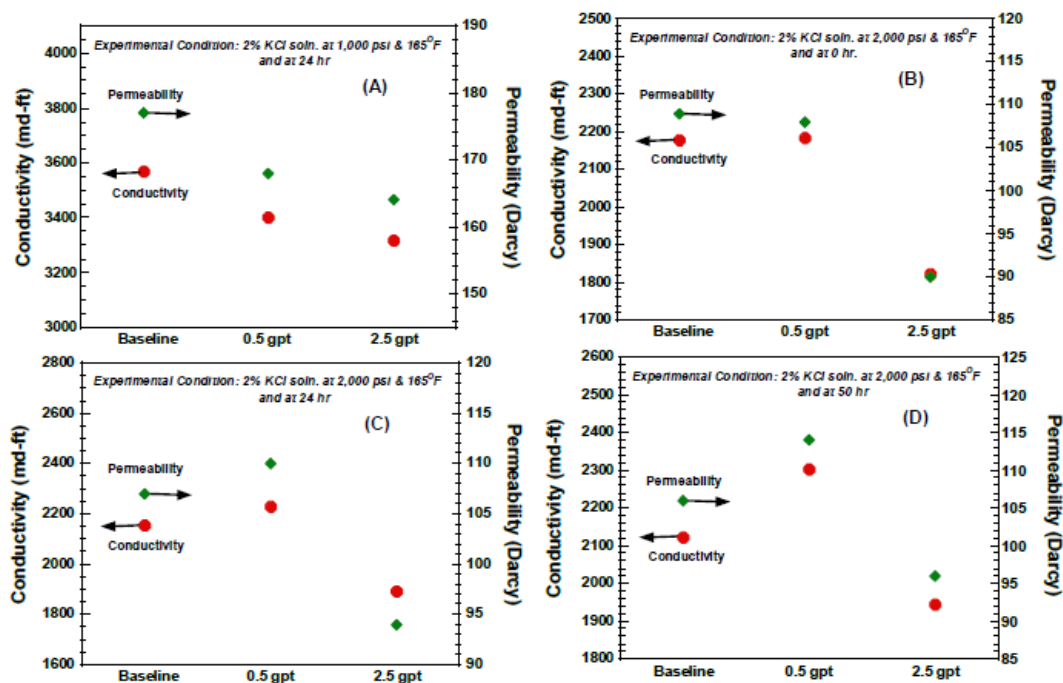 Experimental Condition: 2% KCl soln. at 1,000 psi & 165°F
and at 24 hr
(A)
Permeability
Conductivity
Conductivity (md-ft)
4000
3800
3600
3400
3200
3000
Permeability (Darcy)
190
180
170
160
150
Baseline 0.5 gpt 2.5 gpt
Experimental Condition: 2% KCl soln. at 2,000 psi & 165°F
and at 0 hr.
(B)
Permeability
Conductivity
Conductivity (md-ft)
2500
2400
2300
2200
2100
2000
1900
1800
1700
Permeability (Darcy)
120
115
110
105
100
95
90
85
Baseline 0.5 gpt 2.5 gpt
Experimental Condition: 2% KCl soln. at 2,000 psi & 165°F
and at 24 hr
(C)
Permeability
Conductivity
Conductivity (md-ft)
2800
2600
2400
2200
2000
1800
1600
Permeability (Darcy)
120
115
110
105
100
95
90
Baseline 0.5 gpt 2.5 gpt
Experimental Condition: 2% KCl soln. at 2,000 psi & 165°F
and at 50 hr
(D)
Permeability
Conductivity
Conductivity (md-ft)
2600
2500
2400
2300
2200
2100
2000
1900
1800
Permeability (Darcy)
125
120
115
110
105
100
95
90
85
Baseline 0.5 gpt 2.5 gpt